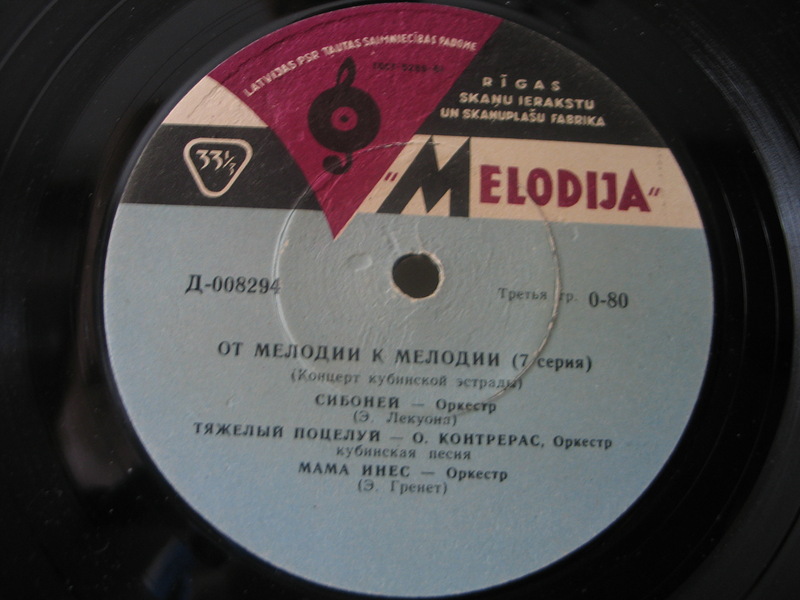 LATVIJAS PSR TAUTAS SAIMNIECĪBAS PADOME
RĪGAS
SKAŅU IERAKSTU
UN SKAŅUPLAŠU FABRIKA
33⅓
"MELODIJA"
Д-008294
Третья гр. 0-80
ОТ МЕЛОДИИ К МЕЛОДИИ (7 серия)
(Концерт кубинской эстрады)
СИБОНЕЙ — Оркестр
(Э. Лекуона)
ТЯЖЕЛЫЙ ПОЦЕЛУЙ — О. КОНТРЕРАС, Оркестр
кубинская песня
МАМА ИНЕС — Оркестр
(Э. Гренет)